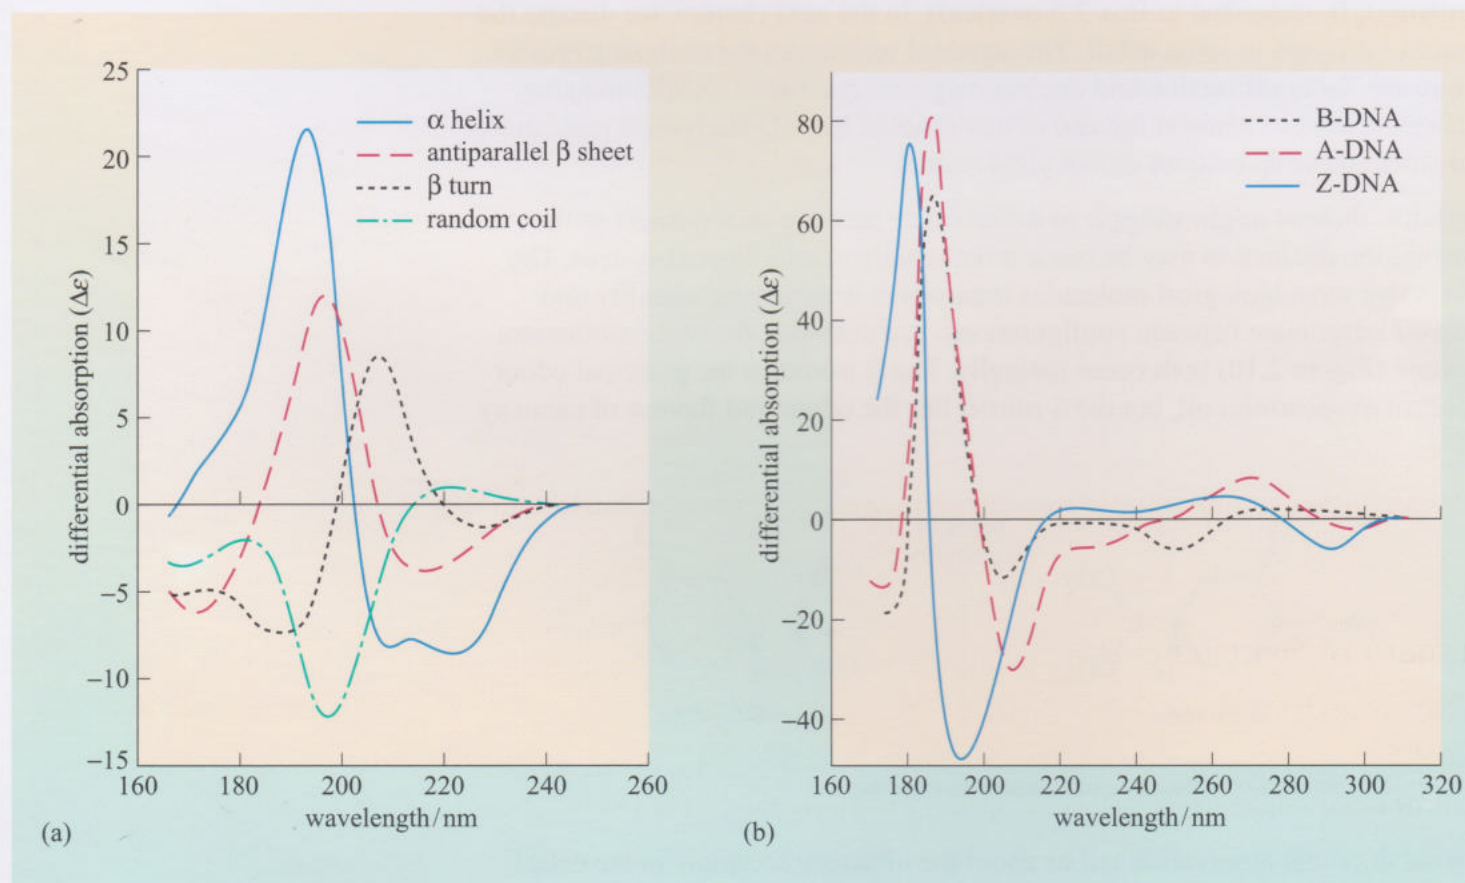 25
20
15
10
5
0
−5
−10
−15
differential absorption (Δε)
α helix
antiparallel β sheet
β turn
random coil
160 180 200 220 240 260
wavelength/nm
(a)
80
60
40
20
0
−20
−40
differential absorption (Δε)
B-DNA
A-DNA
Z-DNA
160 180 200 220 240 260 280 300 320
wavelength/nm
(b)